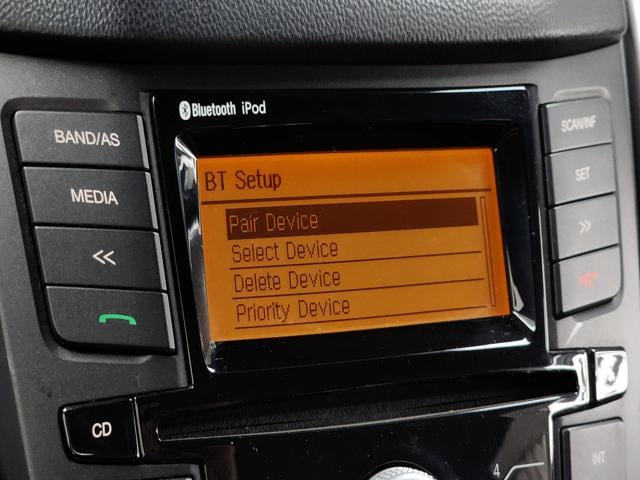 Bluetooth iPod
BAND/AS
MEDIA
CD
BT Setup
Pair Device
Select Device
Delete Device
Priority Device
SCAN/INF
SET
INT
4